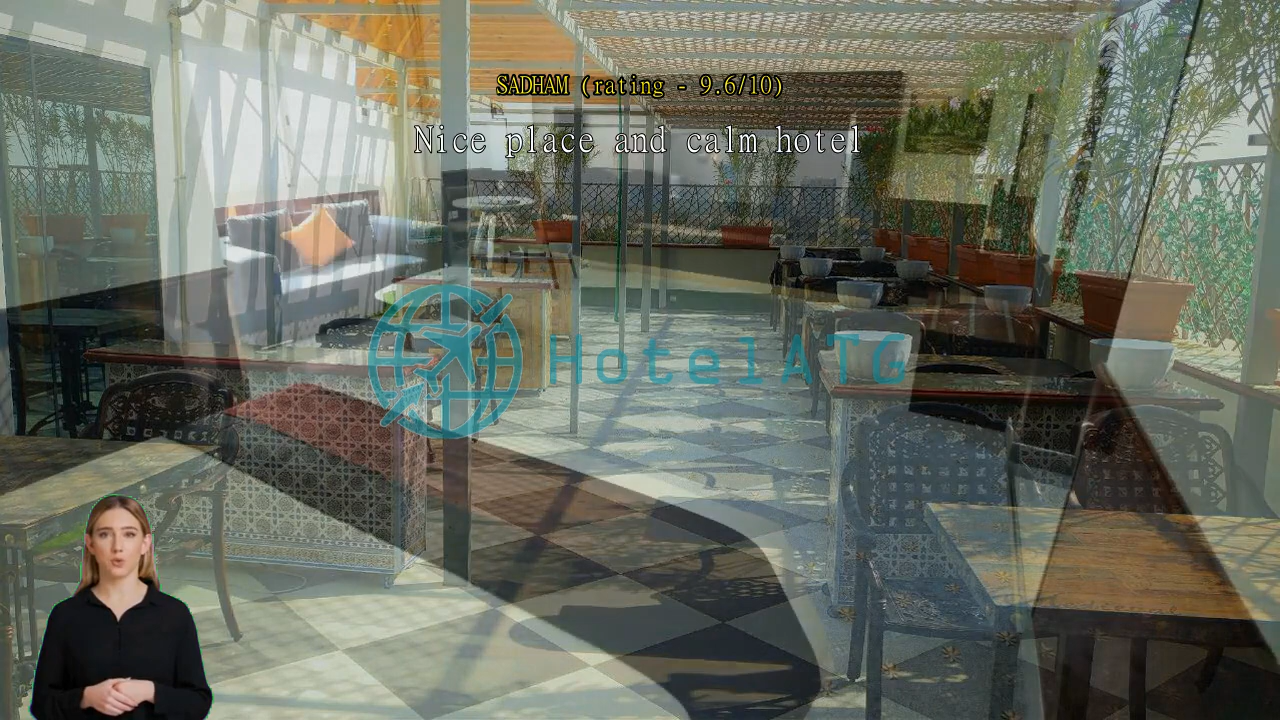 SADHAM (rating - 9.6/10)
Nice place and calm hotel
HotelATG